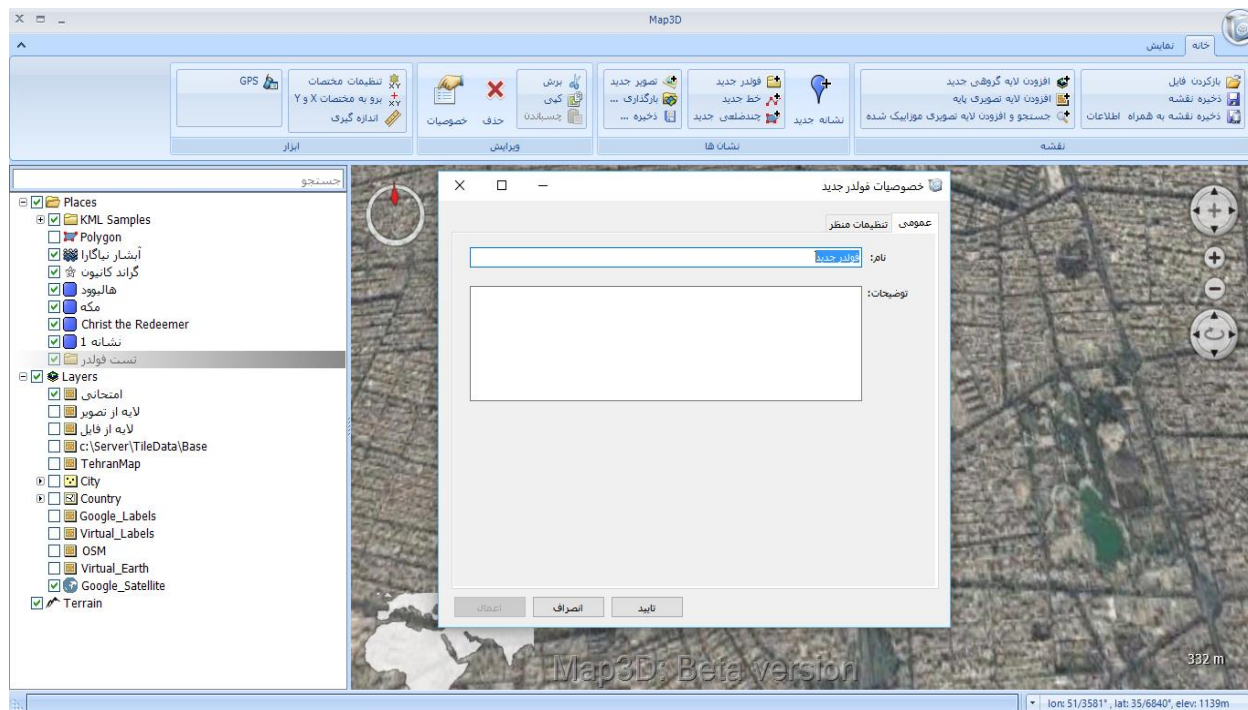 Map3D
خانه
نمایش
بازکردن فایل
ذخیره نقشه
ذخیره نقشه به همراه اطلاعات
افزودن لایه گروهی جدید
افزودن لایه تصویری پایه
جستجو و افزودن لایه تصویری موزاییک شده
نقشه
نشانه جدید
فولدر جدید
خط جدید
چندضلعی جدید
تصویر جدید
بارگذاری ...
ذخیره ...
نشان ها
برش
کپی
چسباندن
حذف
خصوصیات
ویرایش
تنظیمات مختصات
برو به مختصات X و Y
اندازه گیری
GPS
ابزار
جستجو
Places
KML Samples
Polygon
آبشار نیاگارا
گراند کانیون
هالیوود
مکه
Christ the Redeemer
نشانه 1
تست فولدر
Layers
امتحانی
لایه از تصویر
لایه از فایل
c:\Server\TileData\Base
TehranMap
City
Country
Google_Labels
Virtual_Labels
OSM
Virtual_Earth
Google_Satellite
Terrain
خصوصیات فولدر جدید
عمومی
تنظیمات منظر
نام:
فولدر جدید
توضیحات:
تایید
انصراف
اعمال
Map3D: Beta version
332 m
lon: 51/3581° , lat: 35/6840°, elev: 1139m